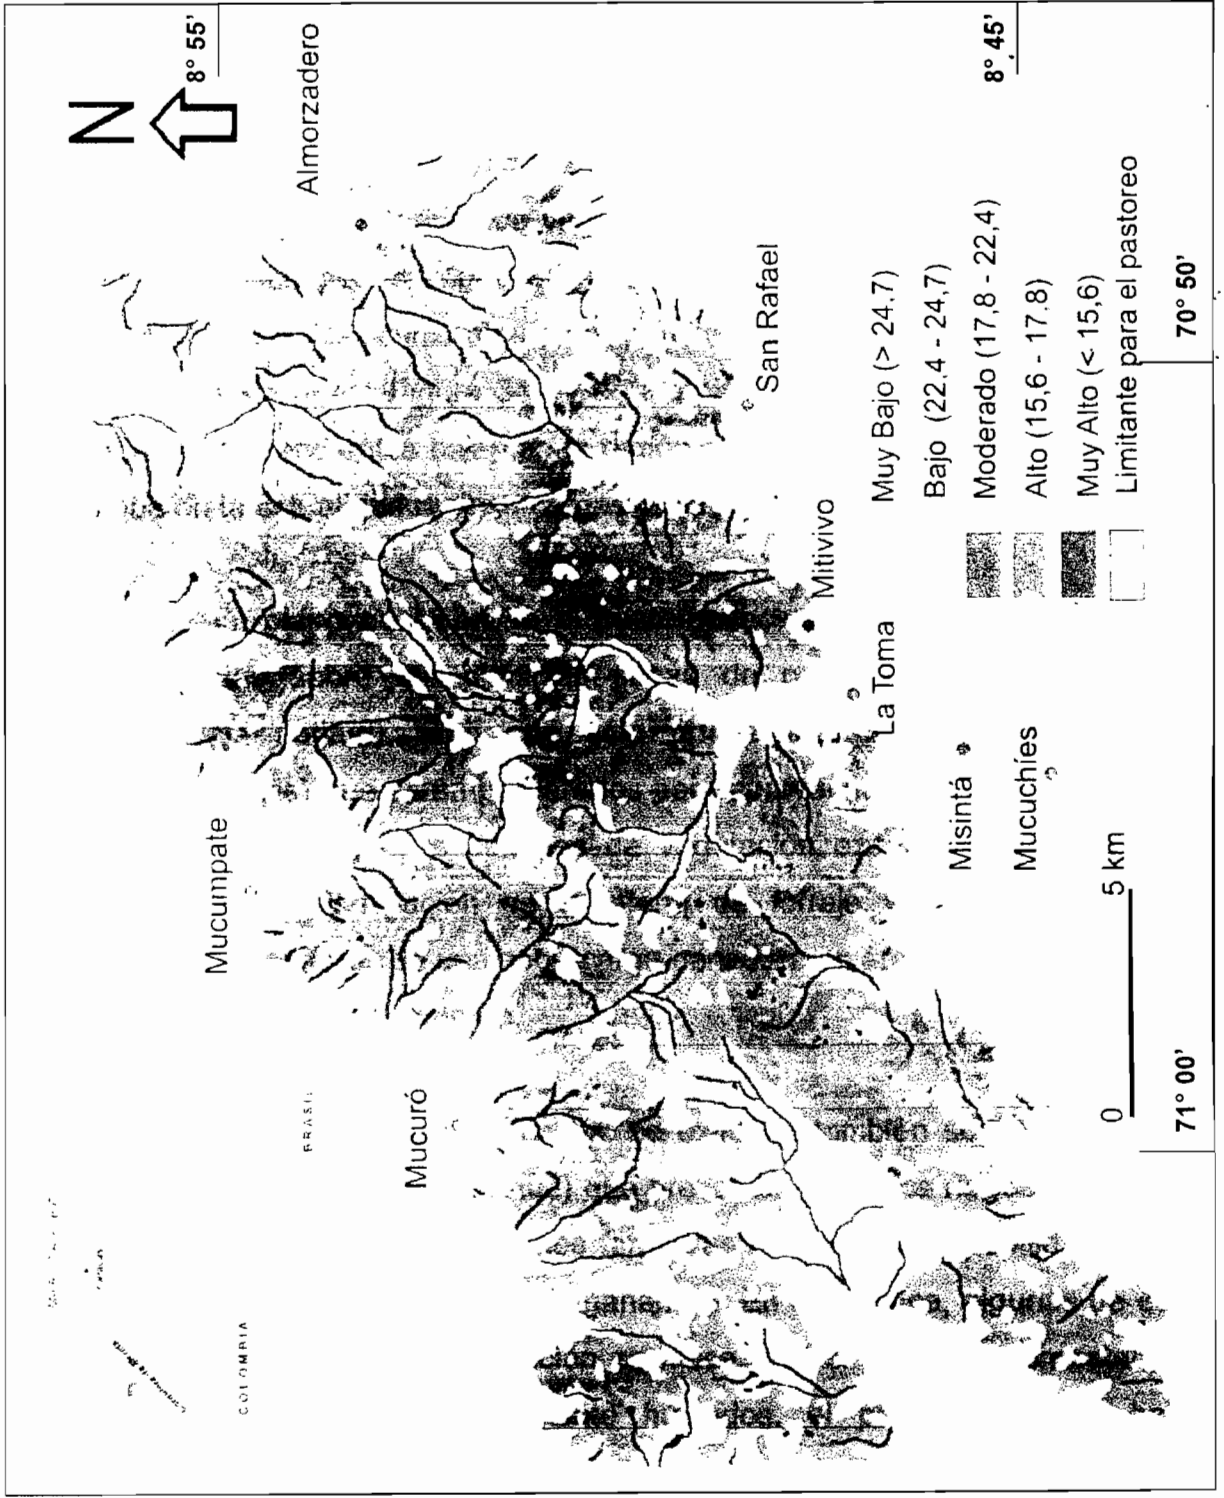 N
8° 55'
Almorzadero
8° 45'
San Rafael
Mucumpate
Mitivivo
La Toma
Misintá
Mucuchíes
Mucuró
BRASIL
COLOMBIA
Muy Bajo (> 24.7)
Bajo (22.4 - 24,7)
Moderado (17,8 - 22,4)
Alto (15,6 - 17.8)
Muy Alto (< 15,6)
Limitante para el pastoreo
0 5 km
71° 00'
70° 50'